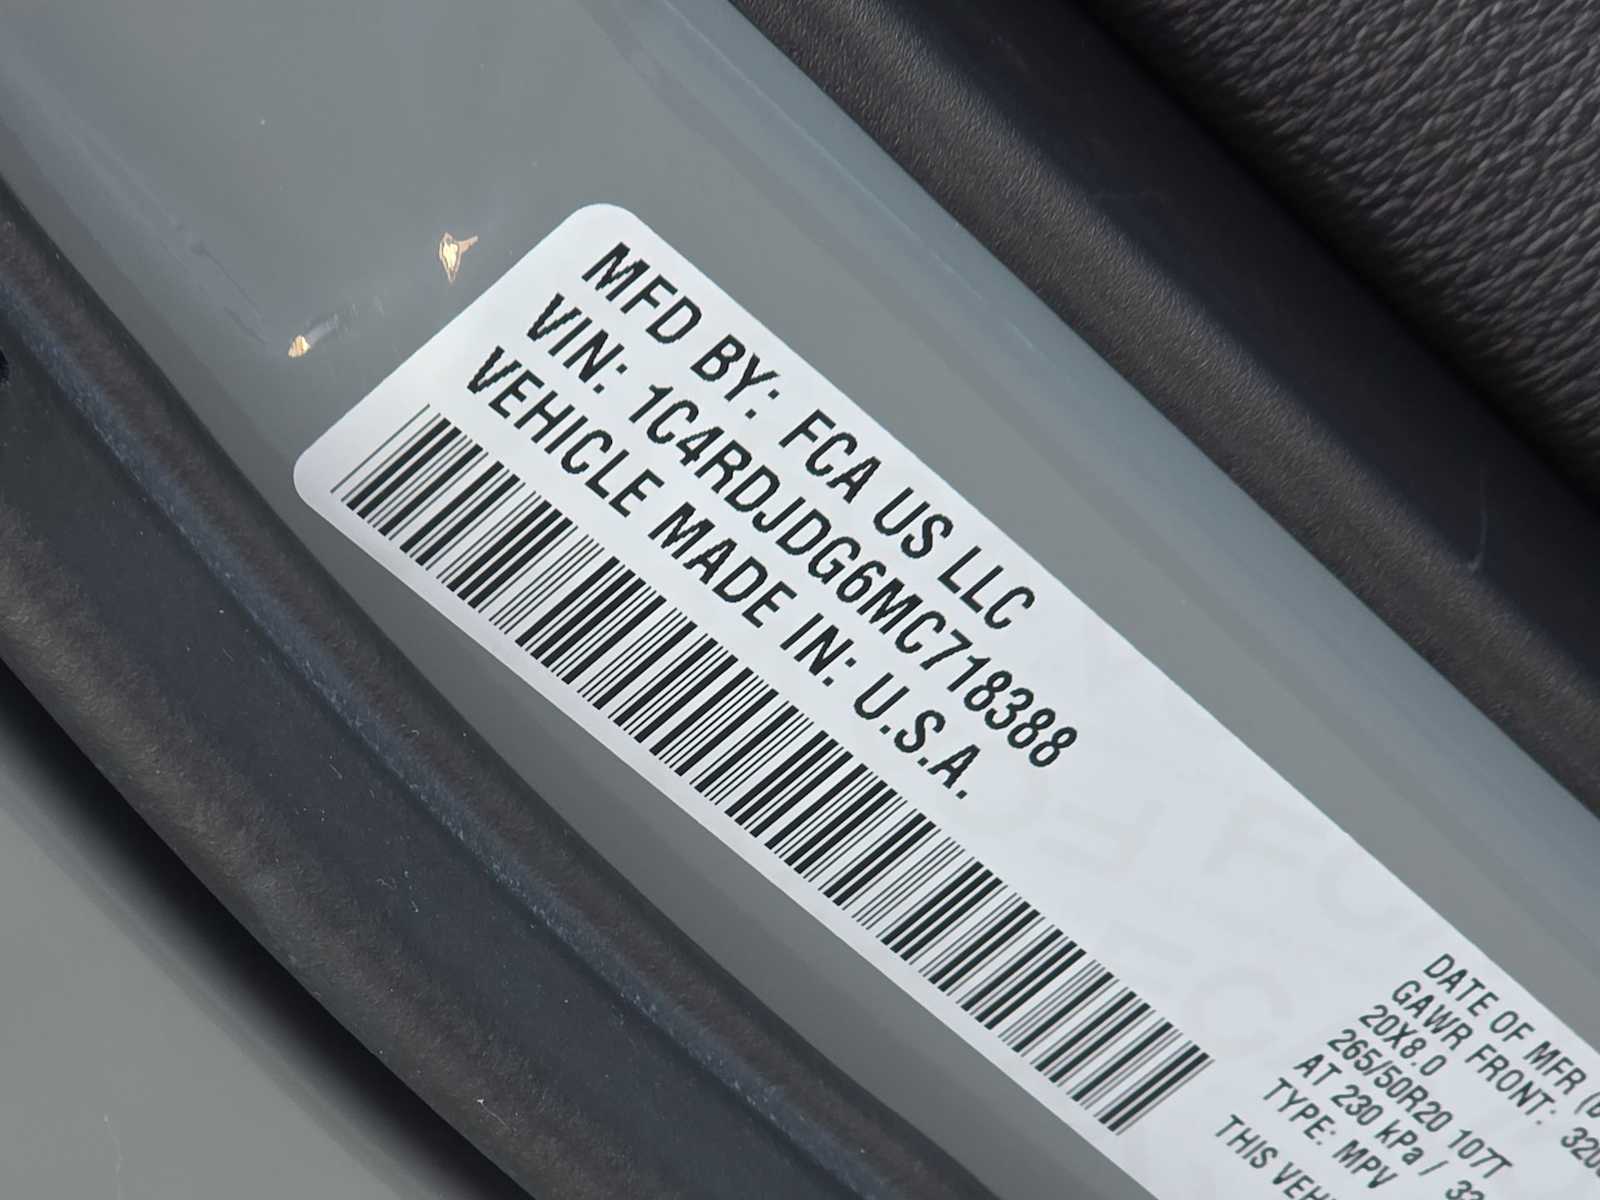 MFD BY: FCA US LLC
VIN: 1C4RDJDG6MC718388
VEHICLE MADE IN: U.S.A.
DATE OF MFR
GAWR FRONT:
20X8.0
265/50R20 107T
AT 230 kPa /
TYPE: MPV
THIS